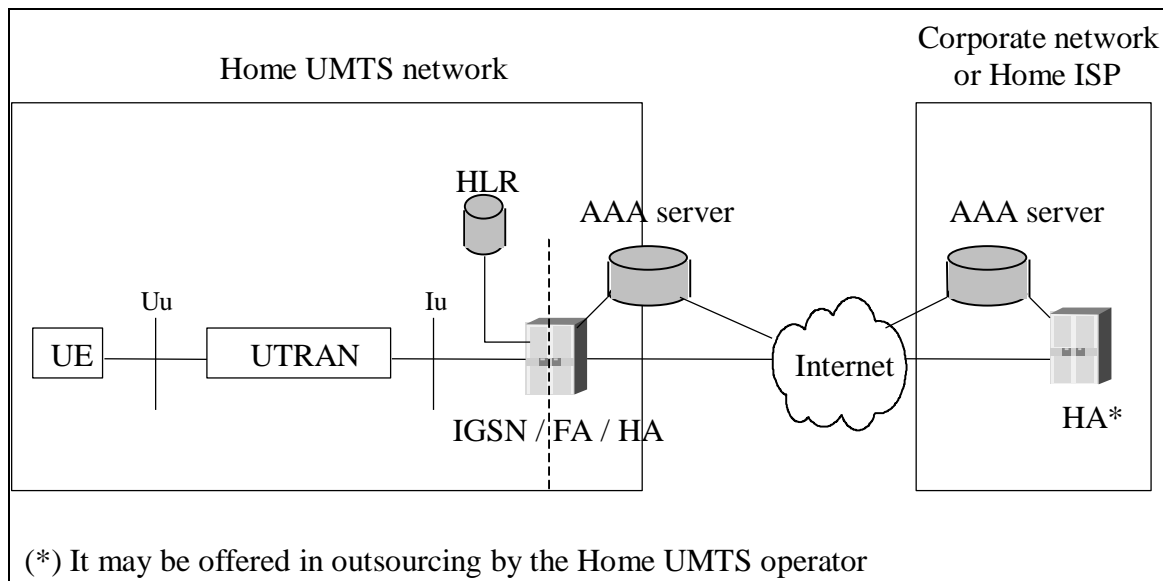 Corporate network
or Home ISP
Home UMTS network
HLR
AAA server
AAA server
Uu
Iu
UE
UTRAN
Internet
IGSN / FA / HA
HA*
(*) It may be offered in outsourcing by the Home UMTS operator